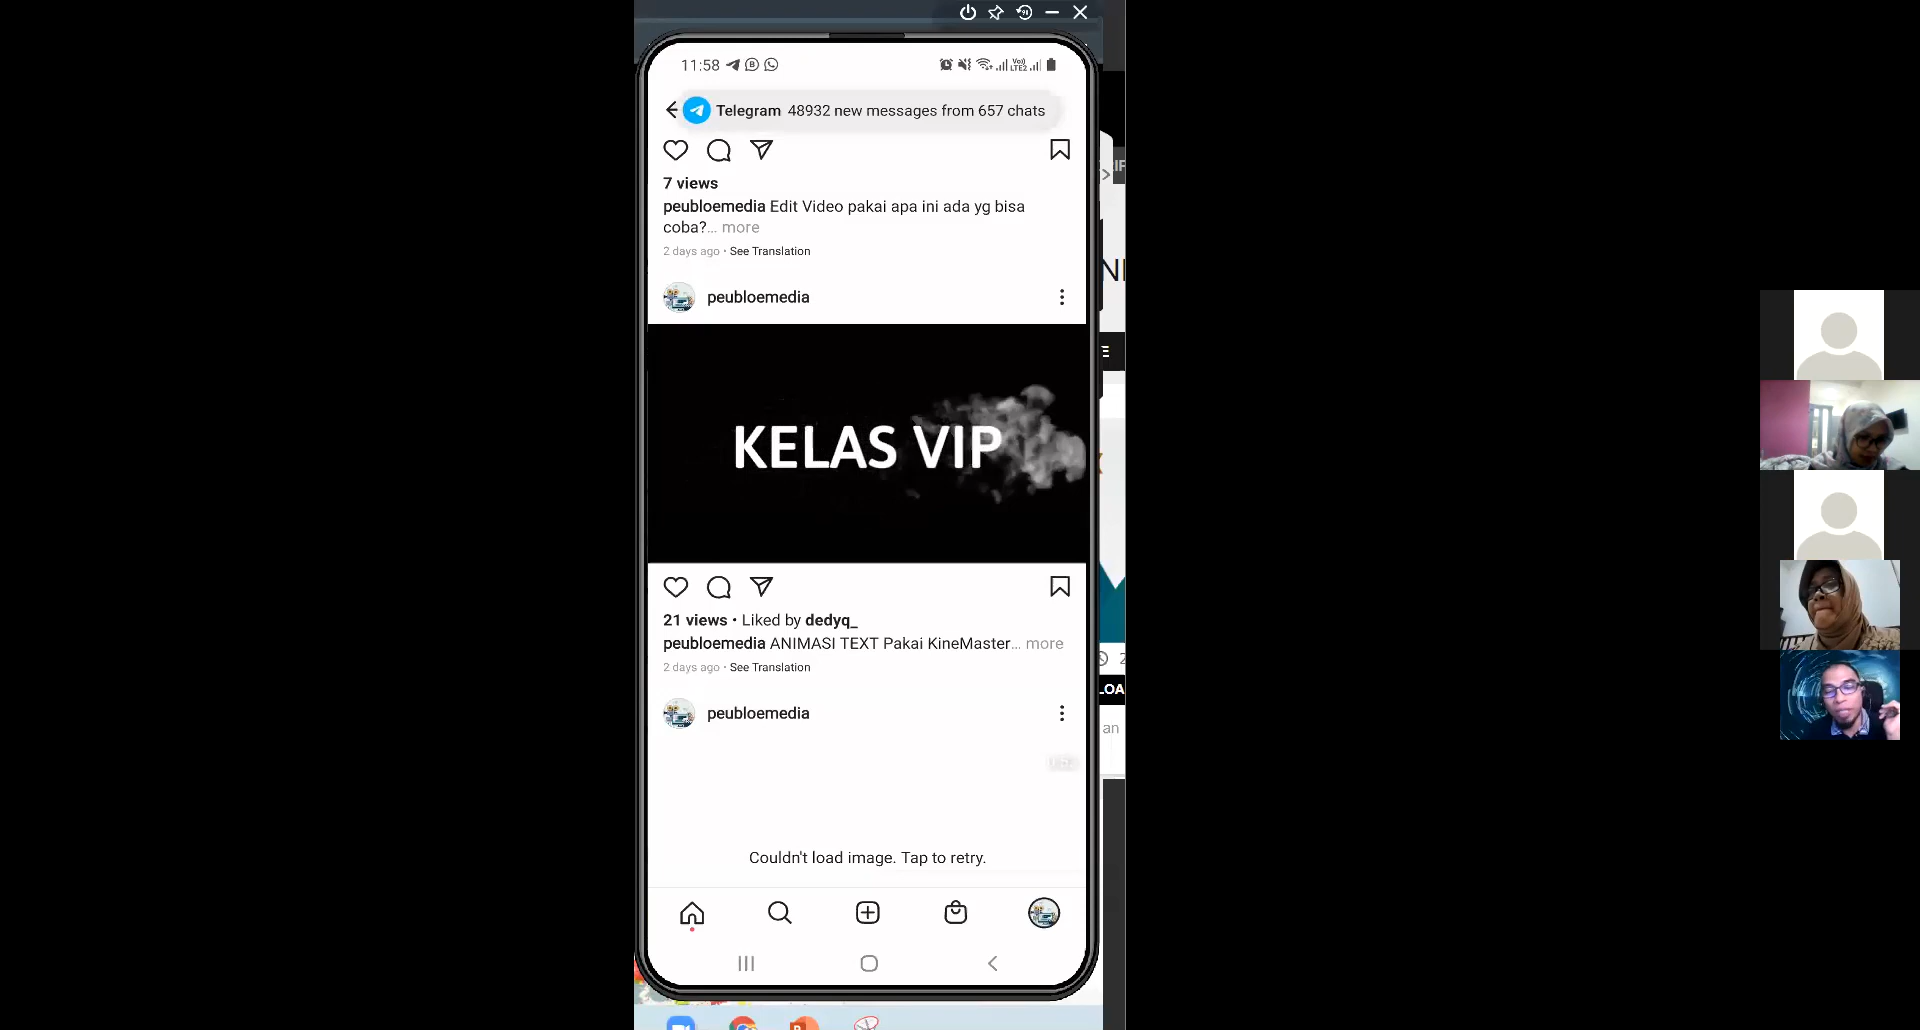 11:58
Telegram 48932 new messages from 657 chats
7 views
peubloemedia Edit Video pakai apa ini ada yg bisa
coba?... more
2 days ago • See Translation
peubloemedia
KELAS VIP
21 views • Liked by dedyq_
peubloemedia ANIMASI TEXT Pakai KineMaster... more
2 days ago • See Translation
peubloemedia
an
Couldn't load image. Tap to retry.